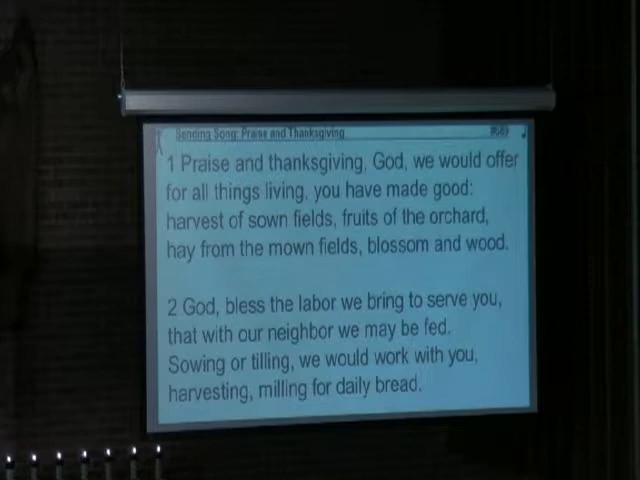 Sending Song: Praise and Thanksgiving
1 Praise and thanksgiving, God, we would offer
for all things living, you have made good:
harvest of sown fields, fruits of the orchard,
hay from the mown fields, blossom and wood.
2 God, bless the labor we bring to serve you,
that with our neighbor we may be fed.
Sowing or tilling, we would work with you,
harvesting, milling for daily bread.